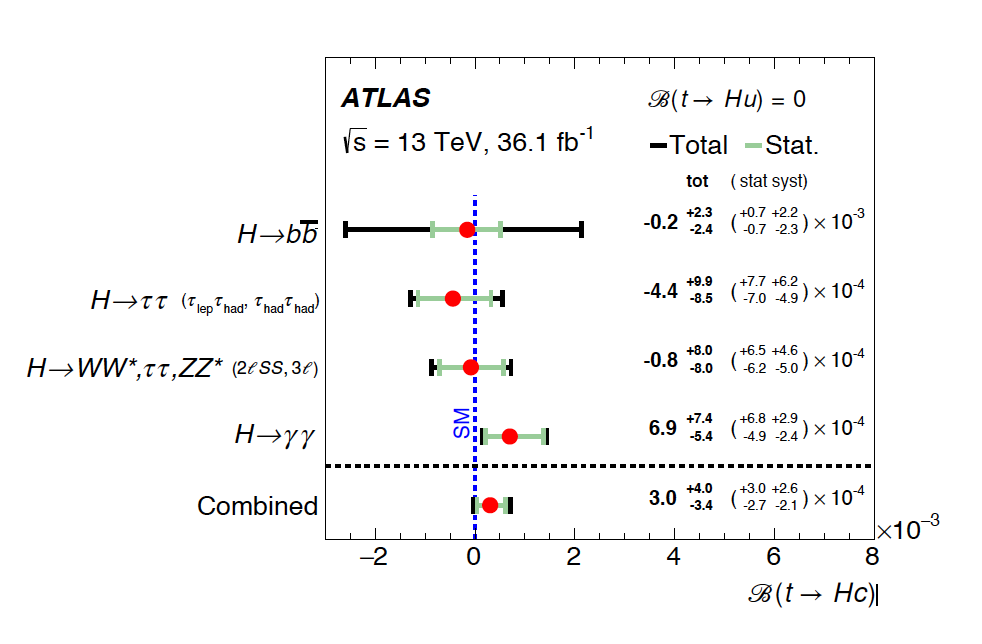 ATLAS
ℬ(t → Hu) = 0
√s = 13 TeV, 36.1 fb⁻¹
Total Stat.
tot ( stat syst)
H→bb̅ -0.2 +2.3 -2.4 ( +0.7 -0.7 +2.2 -2.3 ) × 10⁻³
H→ττ (τlepτhad, τhadτhad) -4.4 +9.9 -8.5 ( +7.7 -7.0 +6.2 -4.9 ) × 10⁻⁴
H→WW*,ττ,ZZ* (2ℓSS, 3ℓ) -0.8 +8.0 -8.0 ( +6.5 -6.2 +4.6 -5.0 ) × 10⁻⁴
SM
H→γγ 6.9 +7.4 -5.4 ( +6.8 -4.9 +2.9 -2.4 ) × 10⁻⁴
Combined 3.0 +4.0 -3.4 ( +3.0 -2.7 +2.6 -2.1 ) × 10⁻⁴
×10⁻³
−2 0 2 4 6 8
ℬ(t → Hc)